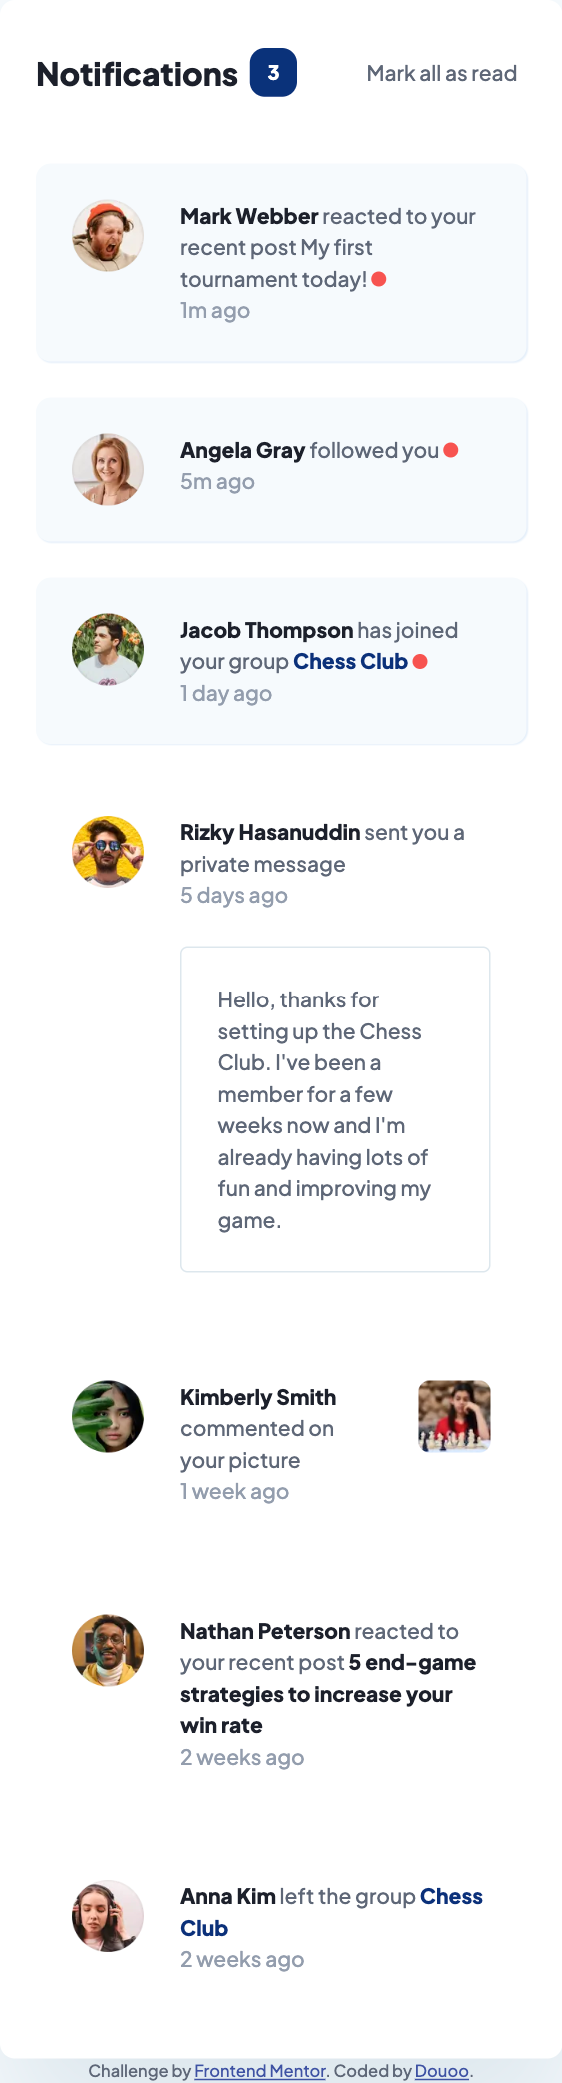 Notifications 3 Mark all as read
Mark Webber reacted to your
recent post My first
tournament today!
1m ago
Angela Gray followed you
5m ago
Jacob Thompson has joined
your group Chess Club
1 day ago
Rizky Hasanuddin sent you a
private message
5 days ago
Hello, thanks for
setting up the Chess
Club. I've been a
member for a few
weeks now and I'm
already having lots of
fun and improving my
game.
Kimberly Smith
commented on
your picture
1 week ago
Nathan Peterson reacted to
your recent post 5 end-game
strategies to increase your
win rate
2 weeks ago
Anna Kim left the group Chess
Club
2 weeks ago
Challenge by Frontend Mentor. Coded by Douoo.